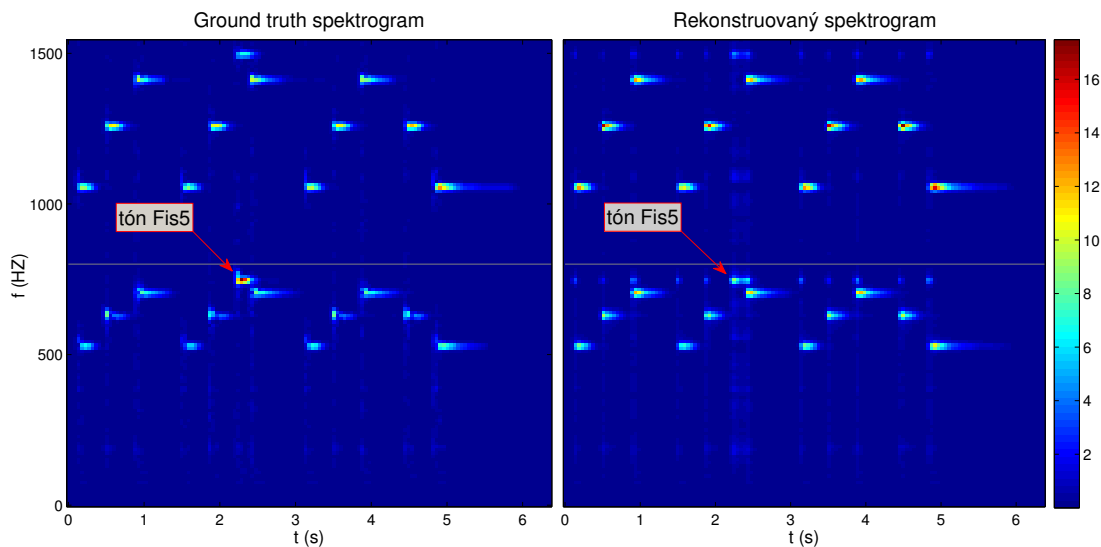 Ground truth spektrogram
Rekonstruovaný spektrogram
1500
1000
500
0
f (HZ)
tón Fis5
tón Fis5
0 1 2 3 4 5 6
t (s)
0 1 2 3 4 5 6
t (s)
16
14
12
10
8
6
4
2